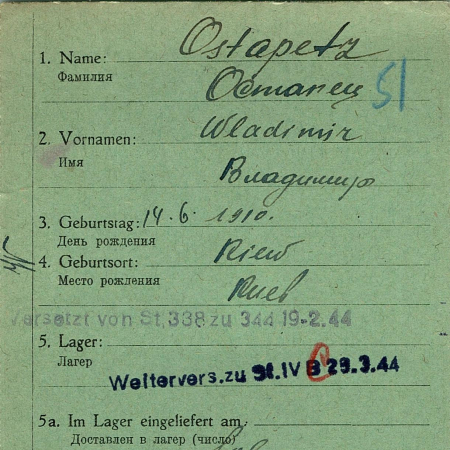 Ostapetz
1. Name:
Фамилия
Остапец 51
2. Vornamen: Wladimir
Имя
Владимир
3. Geburtstag: 14. 6. 1910.
День рождения
4. Geburtsort: Kiew
Место рождения
Киев
Versetzt von St. 338 zu 344 19-2.44
5. Lager:
Лагер
Weitervers. zu St. IV B 29.3.44
5a. Im Lager eingeliefert am
Доставлен в лагер (число)